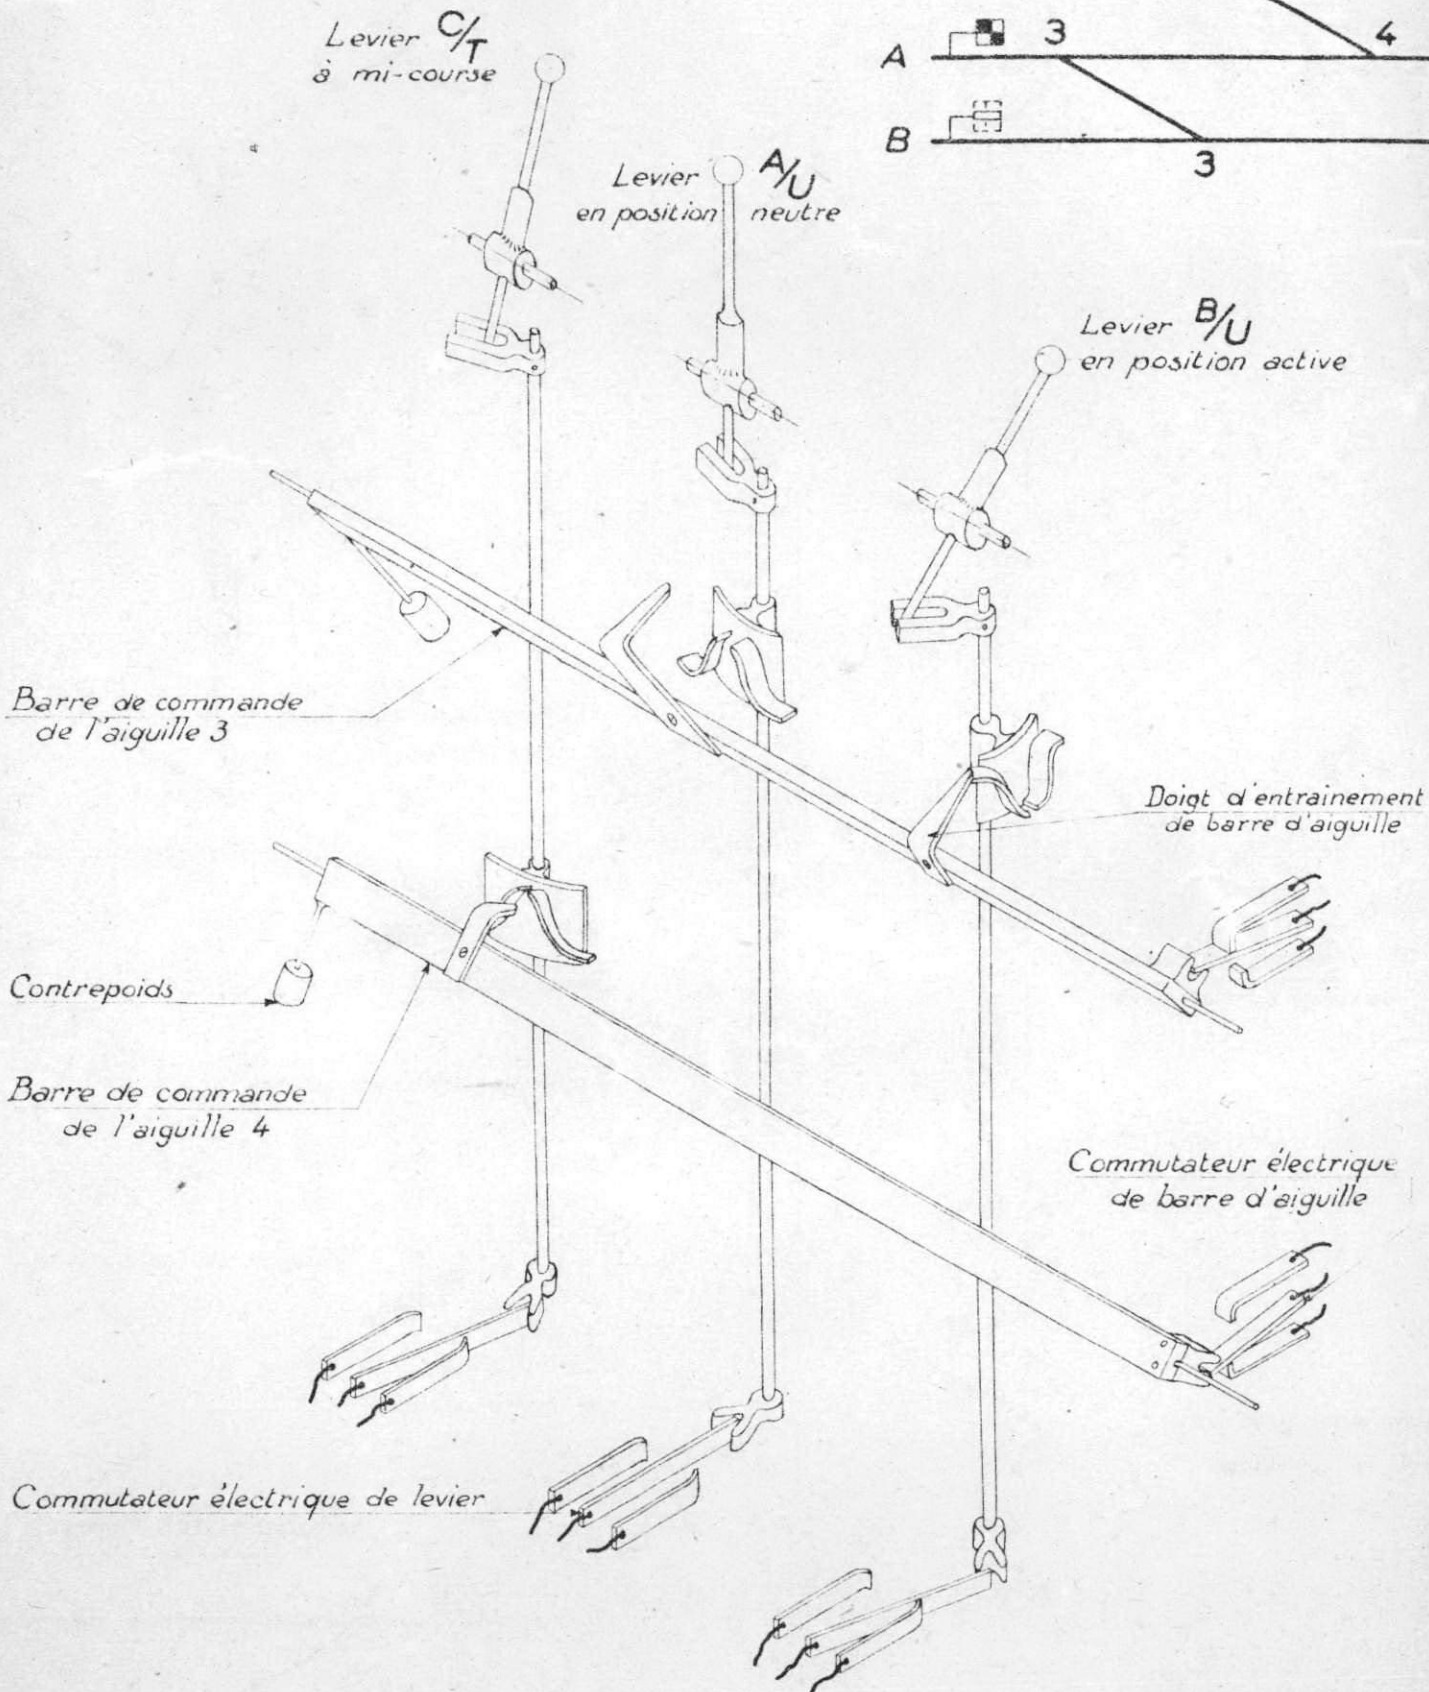 Levier C/T
à mi-course
A 3 4
B
3
Levier A/U
en position neutre
Levier B/U
en position active
Barre de commande
de l'aiguille 3
Doigt d'entrainement
de barre d'aiguille
Contrepoids
Barre de commande
de l'aiguille 4
Commutateur électrique
de barre d'aiguille
Commutateur électrique de levier